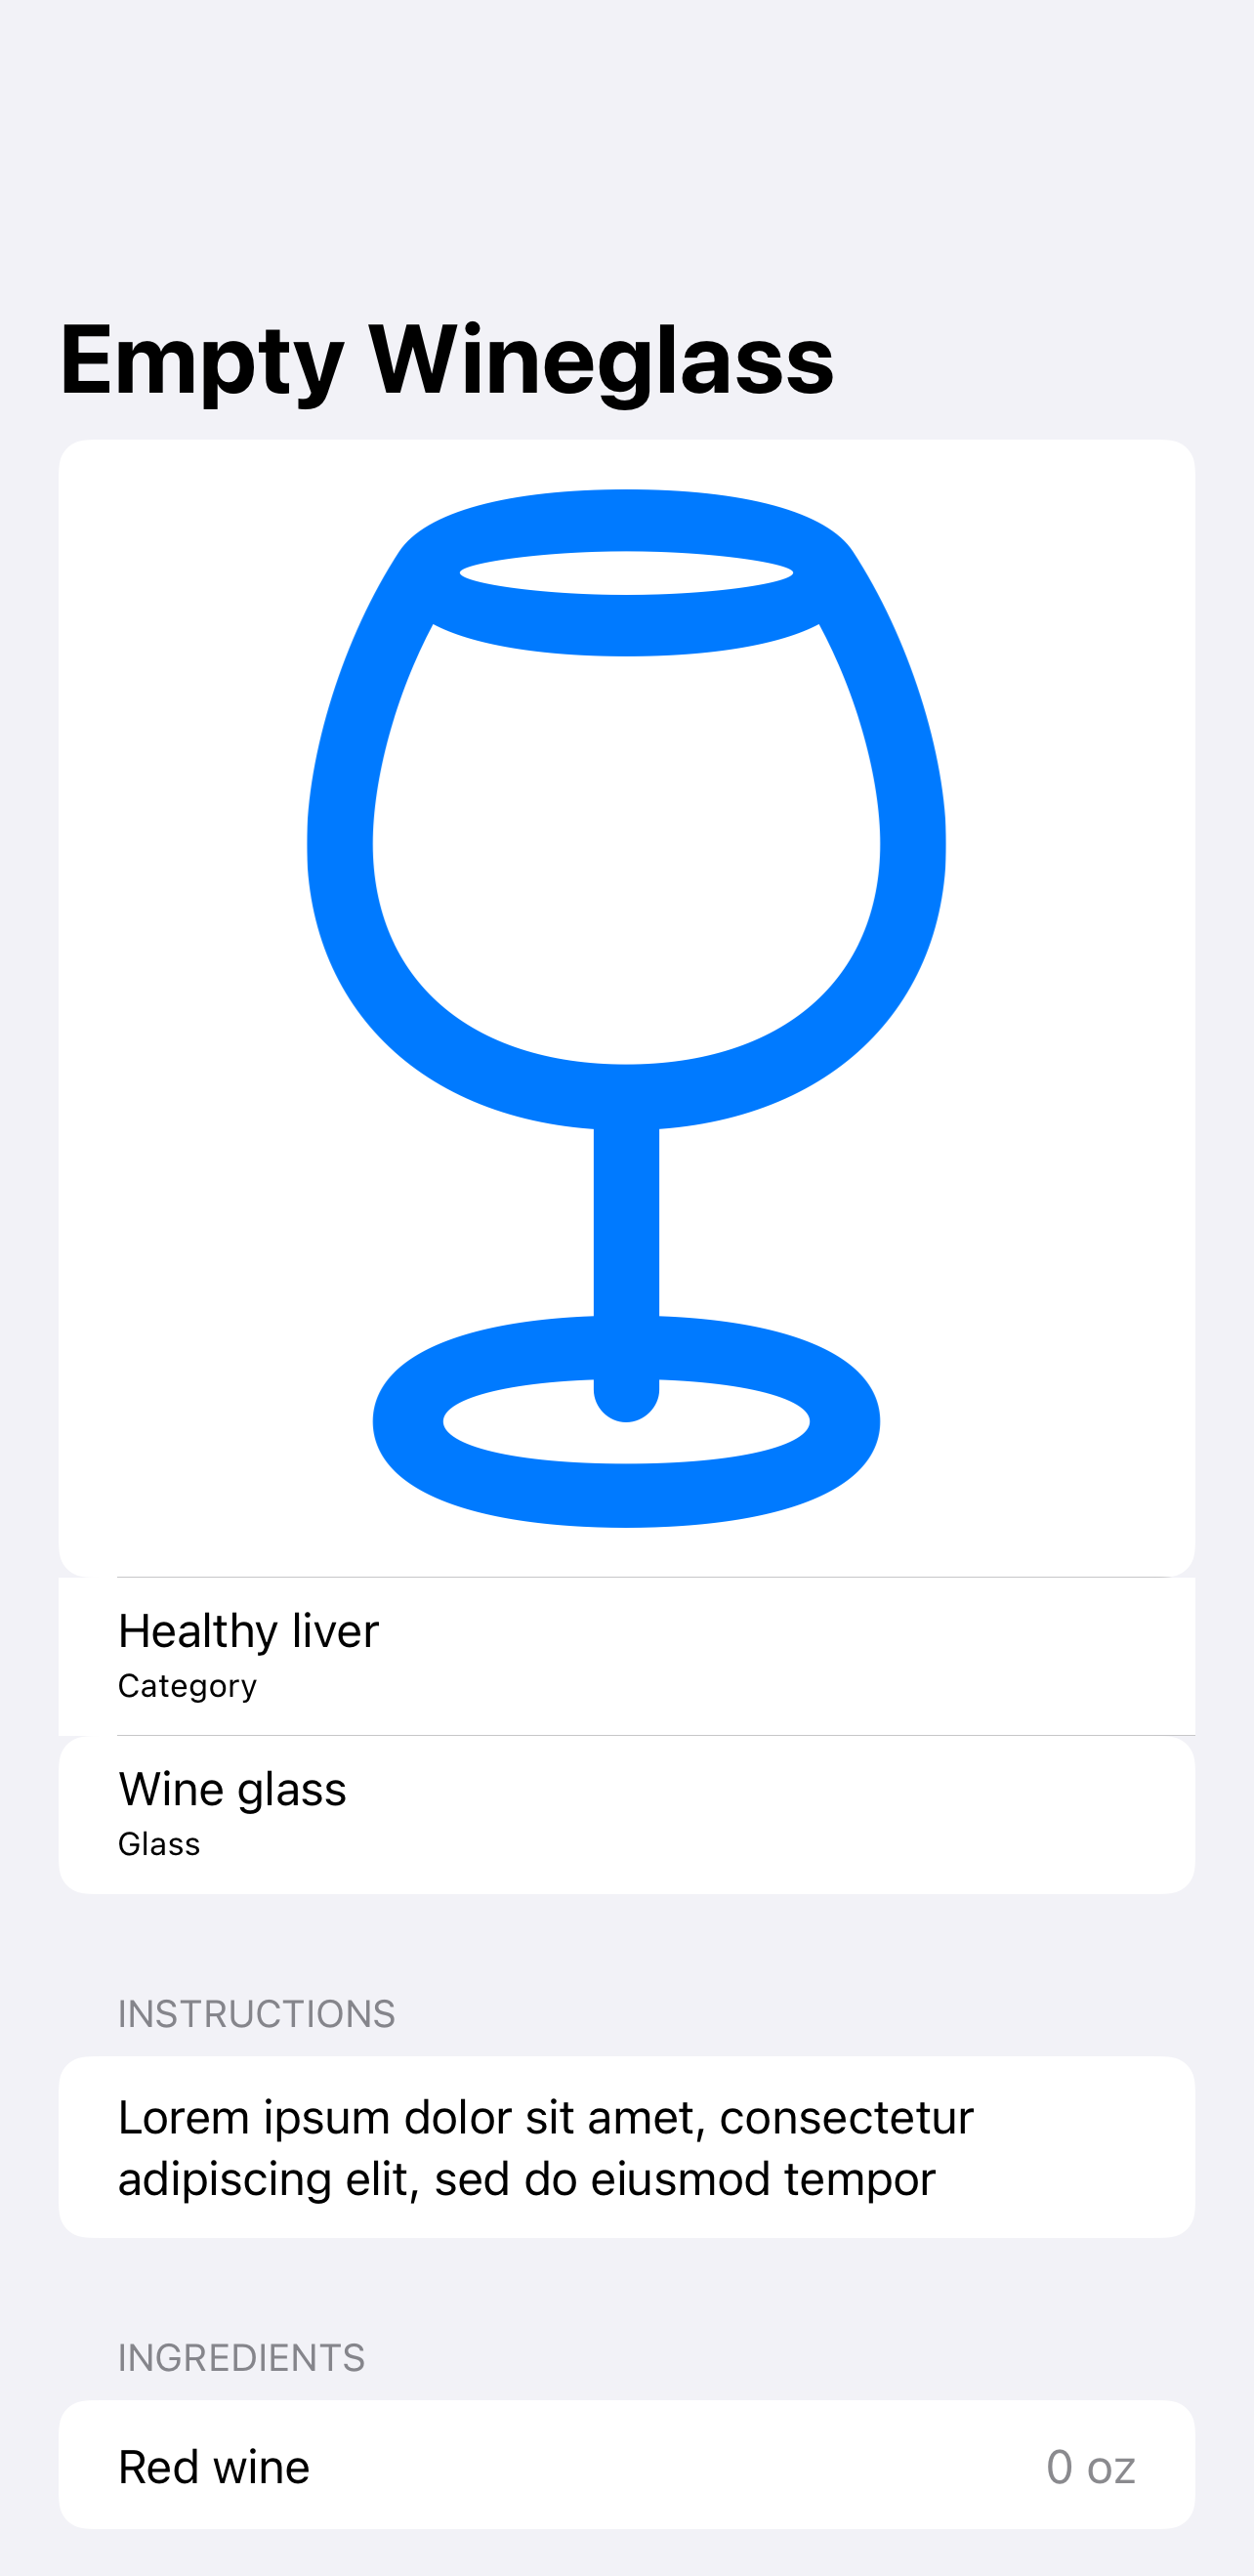 Empty Wineglass
Healthy liver
Category
Wine glass
Glass
INSTRUCTIONS
Lorem ipsum dolor sit amet, consectetur
adipiscing elit, sed do eiusmod tempor
INGREDIENTS
Red wine 0 oz